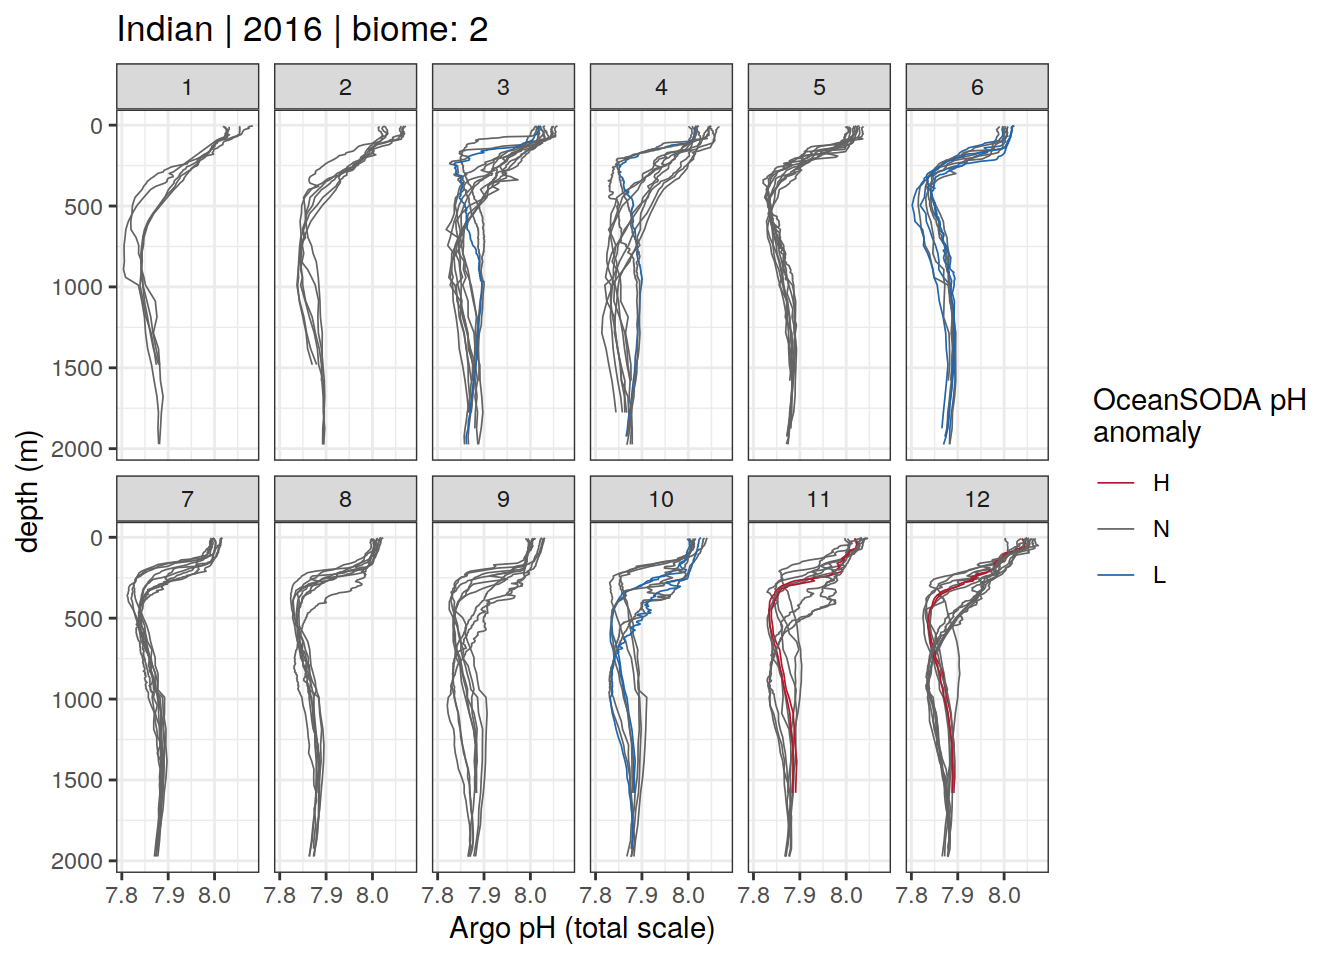 Indian | 2016 | biome: 2
1 2 3 4 5 6
0
500
1000
1500
2000
7 8 9 10 11 12
0
500
1000
1500
2000
7.8 7.9 8.0 7.8 7.9 8.0 7.8 7.9 8.0 7.8 7.9 8.0 7.8 7.9 8.0 7.8 7.9 8.0
Argo pH (total scale)
depth (m)
OceanSODA pH
anomaly
H
N
L